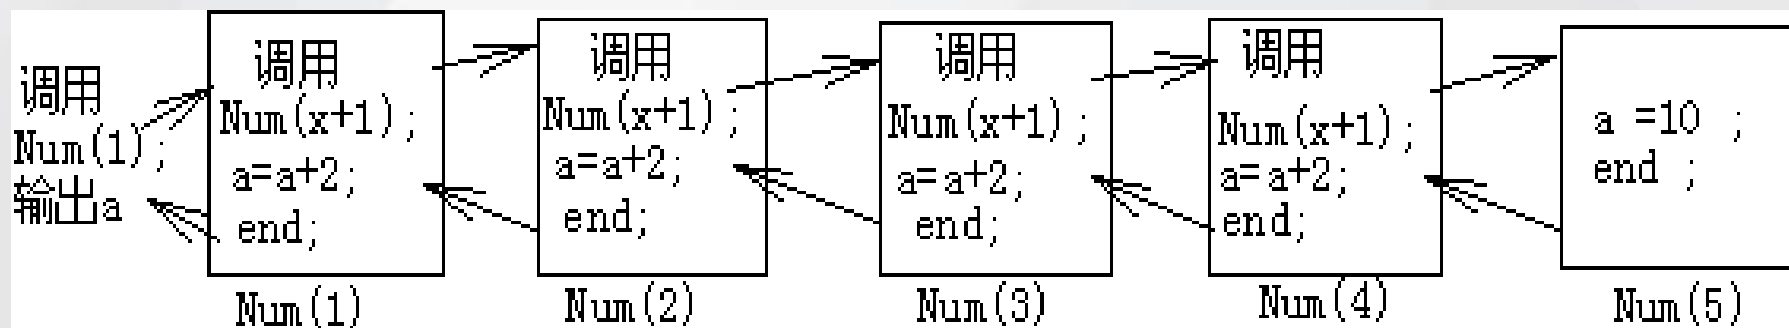 调用
Num(1);
输出a
调用
Num(x+1);
a=a+2;
end;
Num(1)
调用
Num(x+1);
a=a+2;
end;
Num(2)
调用
Num(x+1);
a=a+2;
end;
Num(3)
调用
Num(x+1);
a=a+2;
end;
Num(4)
a =10 ;
end ;
Num(5)